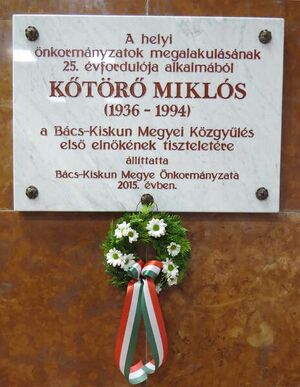 A helyi
önkormányzatok megalakulásának
25. évfordulója alkalmából
KŐTÖRŐ MIKLÓS
(1936 - 1994)
a Bács-Kiskun Megyei Közgyűlés
első elnökének tiszteletére
állíttatta
Bács-Kiskun Megye Önkormányzata
2015. évben.